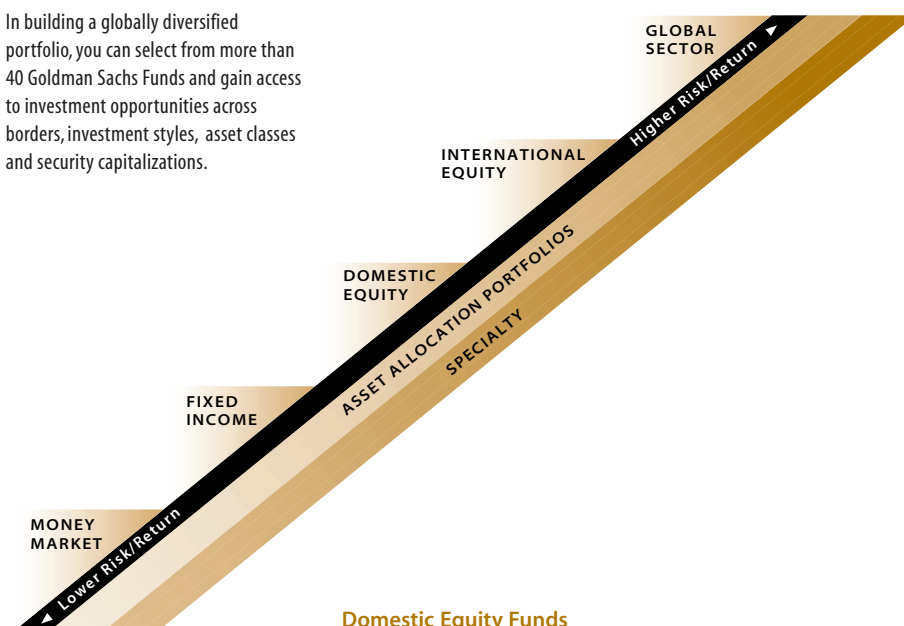 In building a globally diversified
portfolio, you can select from more than
40 Goldman Sachs Funds and gain access
to investment opportunities across
borders, investment styles, asset classes
and security capitalizations.
GLOBAL
SECTOR
Higher Risk/Return ►
INTERNATIONAL
EQUITY
DOMESTIC
EQUITY
ASSET ALLOCATION PORTFOLIOS
SPECIALTY
FIXED
INCOME
MONEY
MARKET
◄ Lower Risk/Return
Domestic Equity Funds